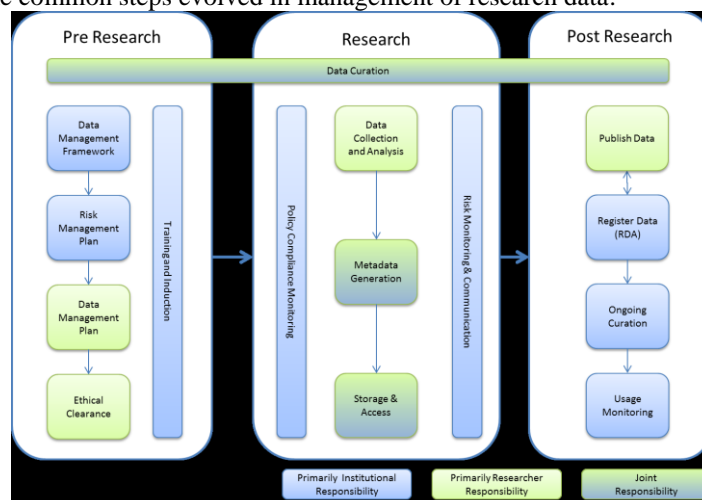 e common steps evolved in management of research data.
Pre Research
Research
Post Research
Data Curation
Data
Management
Framework
Risk
Management
Plan
Data
Management
Plan
Ethical
Clearance
Training and Induction
Policy Compliance Monitoring
Data
Collection
and Analysis
Metadata
Generation
Storage &
Access
Risk Monitoring & Communication
Publish Data
Register Data
(RDA)
Ongoing
Curation
Usage
Monitoring
Primarily Institutional
Responsibility
Primarily Researcher
Responsibility
Joint
Responsibility